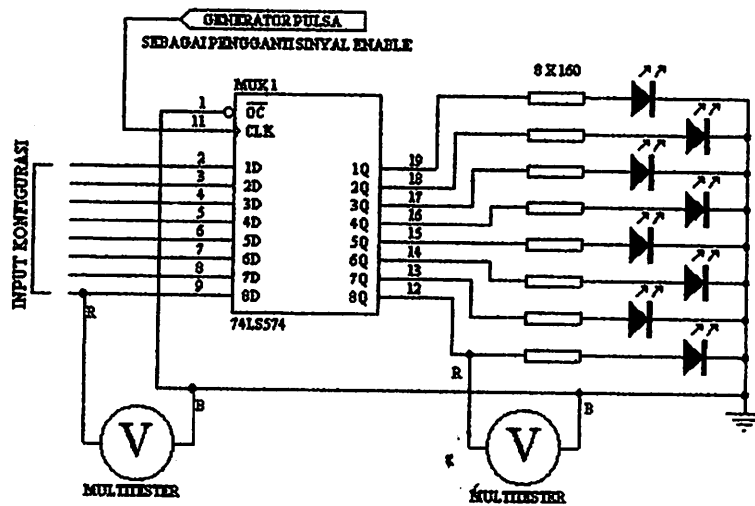 GENERATOR PULSA
SEBAGAI PENGGANTI SINYAL ENABLE
MUX1
8 X 160
1 OC
11 CLK
2 1D 1Q 19
3 2D 2Q 18
4 3D 3Q 17
5 4D 4Q 16
6 5D 5Q 15
7 6D 6Q 14
8 7D 7Q 13
9 8D 8Q 12
INPUT KONFIGURASI
74LS574
R
B
R
B
V
V
MULTITESTER
MULTITESTER